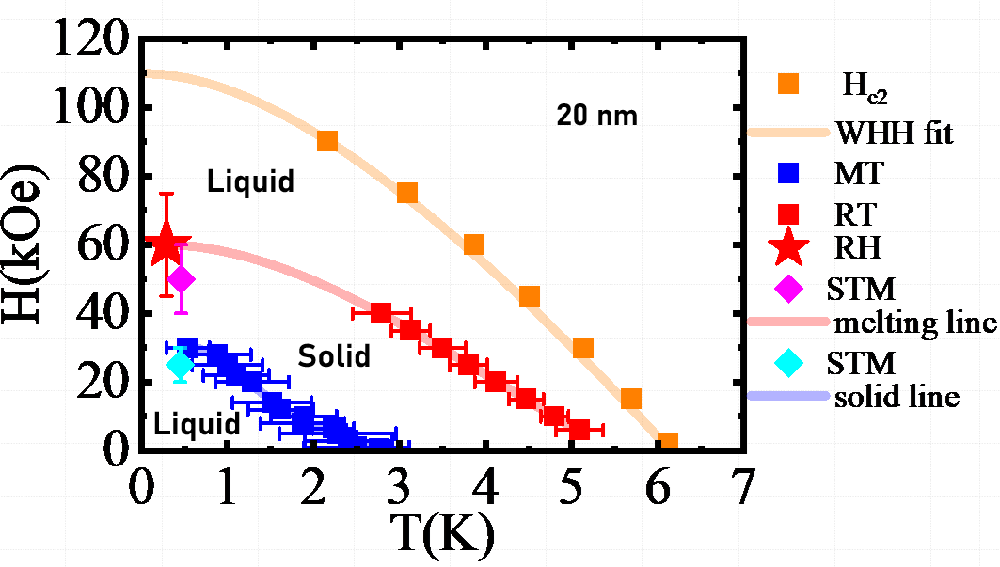 120
100
80
60
40
20
0
H(kOe)
0 1 2 3 4 5 6 7
T(K)
20 nm
Liquid
Solid
Liquid
H_c2
WHH fit
MT
RT
RH
STM
melting line
STM
solid line